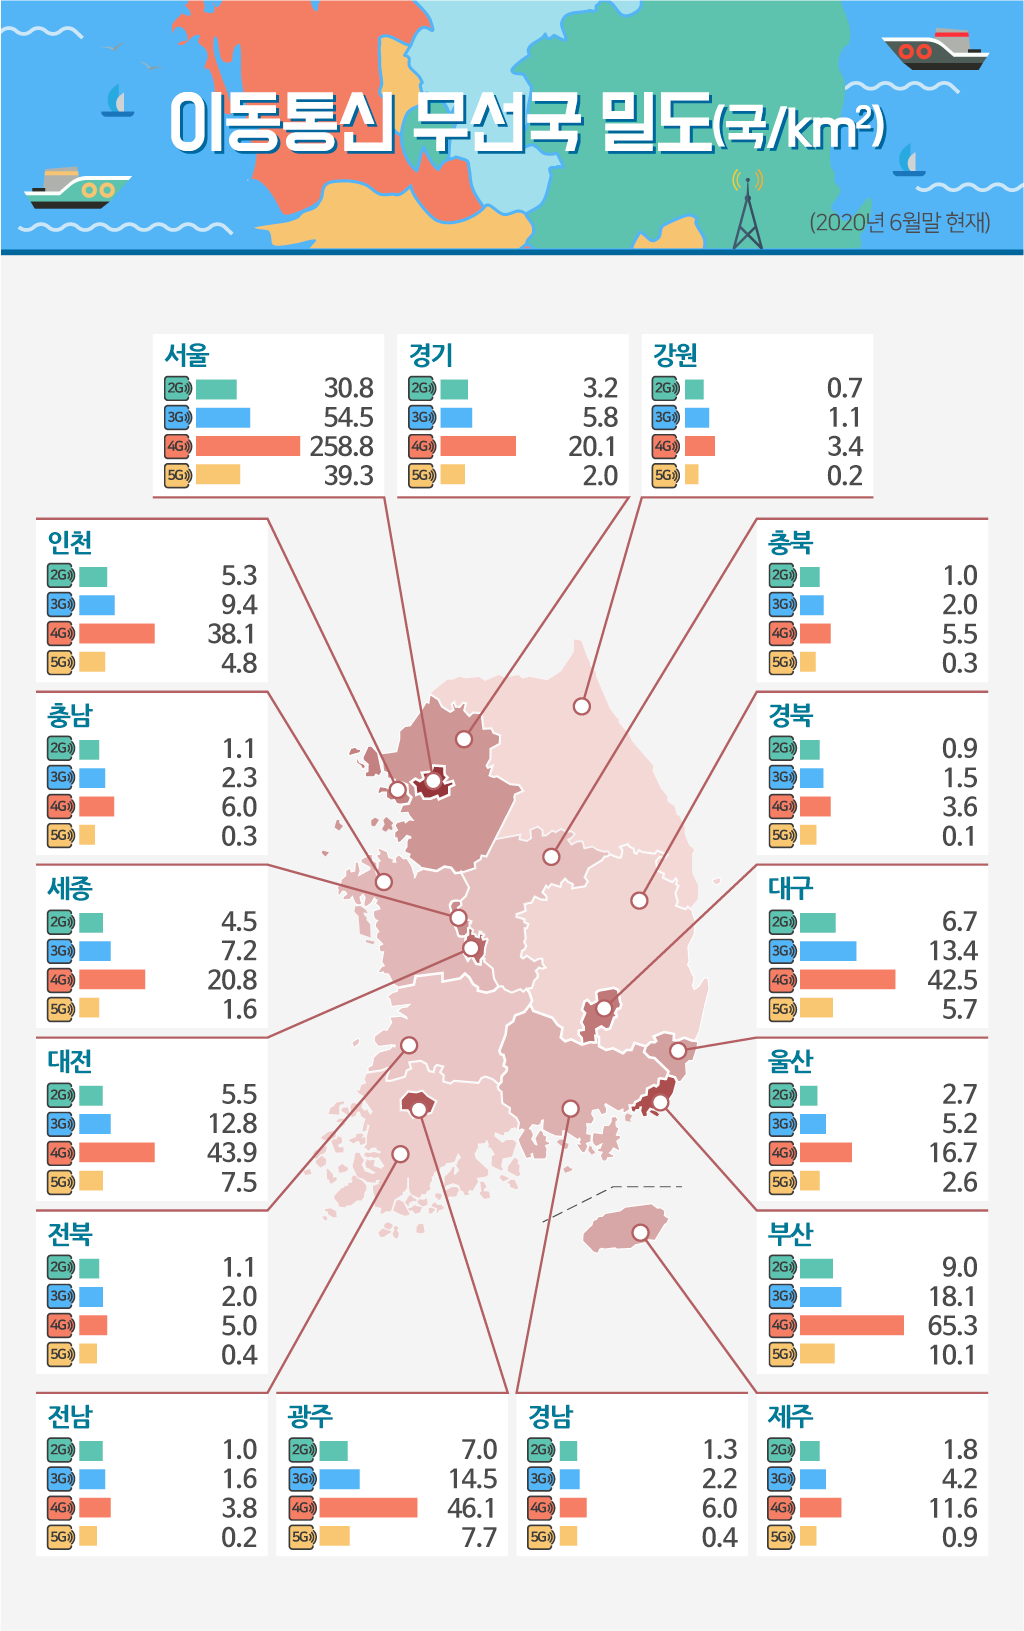 이동통신 무선국 밀도(국/km²)
(2020년 6월말 현재)
서울
2G 30.8
3G 54.5
4G 258.8
5G 39.3
경기
2G 3.2
3G 5.8
4G 20.1
5G 2.0
강원
2G 0.7
3G 1.1
4G 3.4
5G 0.2
인천
2G 5.3
3G 9.4
4G 38.1
5G 4.8
충북
2G 1.0
3G 2.0
4G 5.5
5G 0.3
충남
2G 1.1
3G 2.3
4G 6.0
5G 0.3
경북
2G 0.9
3G 1.5
4G 3.6
5G 0.1
세종
2G 4.5
3G 7.2
4G 20.8
5G 1.6
대구
2G 6.7
3G 13.4
4G 42.5
5G 5.7
대전
2G 5.5
3G 12.8
4G 43.9
5G 7.5
울산
2G 2.7
3G 5.2
4G 16.7
5G 2.6
전북
2G 1.1
3G 2.0
4G 5.0
5G 0.4
부산
2G 9.0
3G 18.1
4G 65.3
5G 10.1
전남
2G 1.0
3G 1.6
4G 3.8
5G 0.2
광주
2G 7.0
3G 14.5
4G 46.1
5G 7.7
경남
2G 1.3
3G 2.2
4G 6.0
5G 0.4
제주
2G 1.8
3G 4.2
4G 11.6
5G 0.9